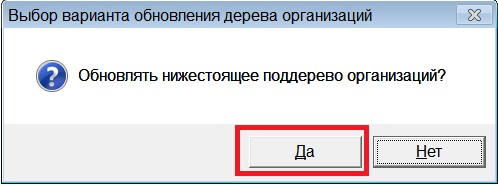 Выбор варианта обновления дерева организаций
Обновлять нижестоящее поддерево организаций?
Да
Нет